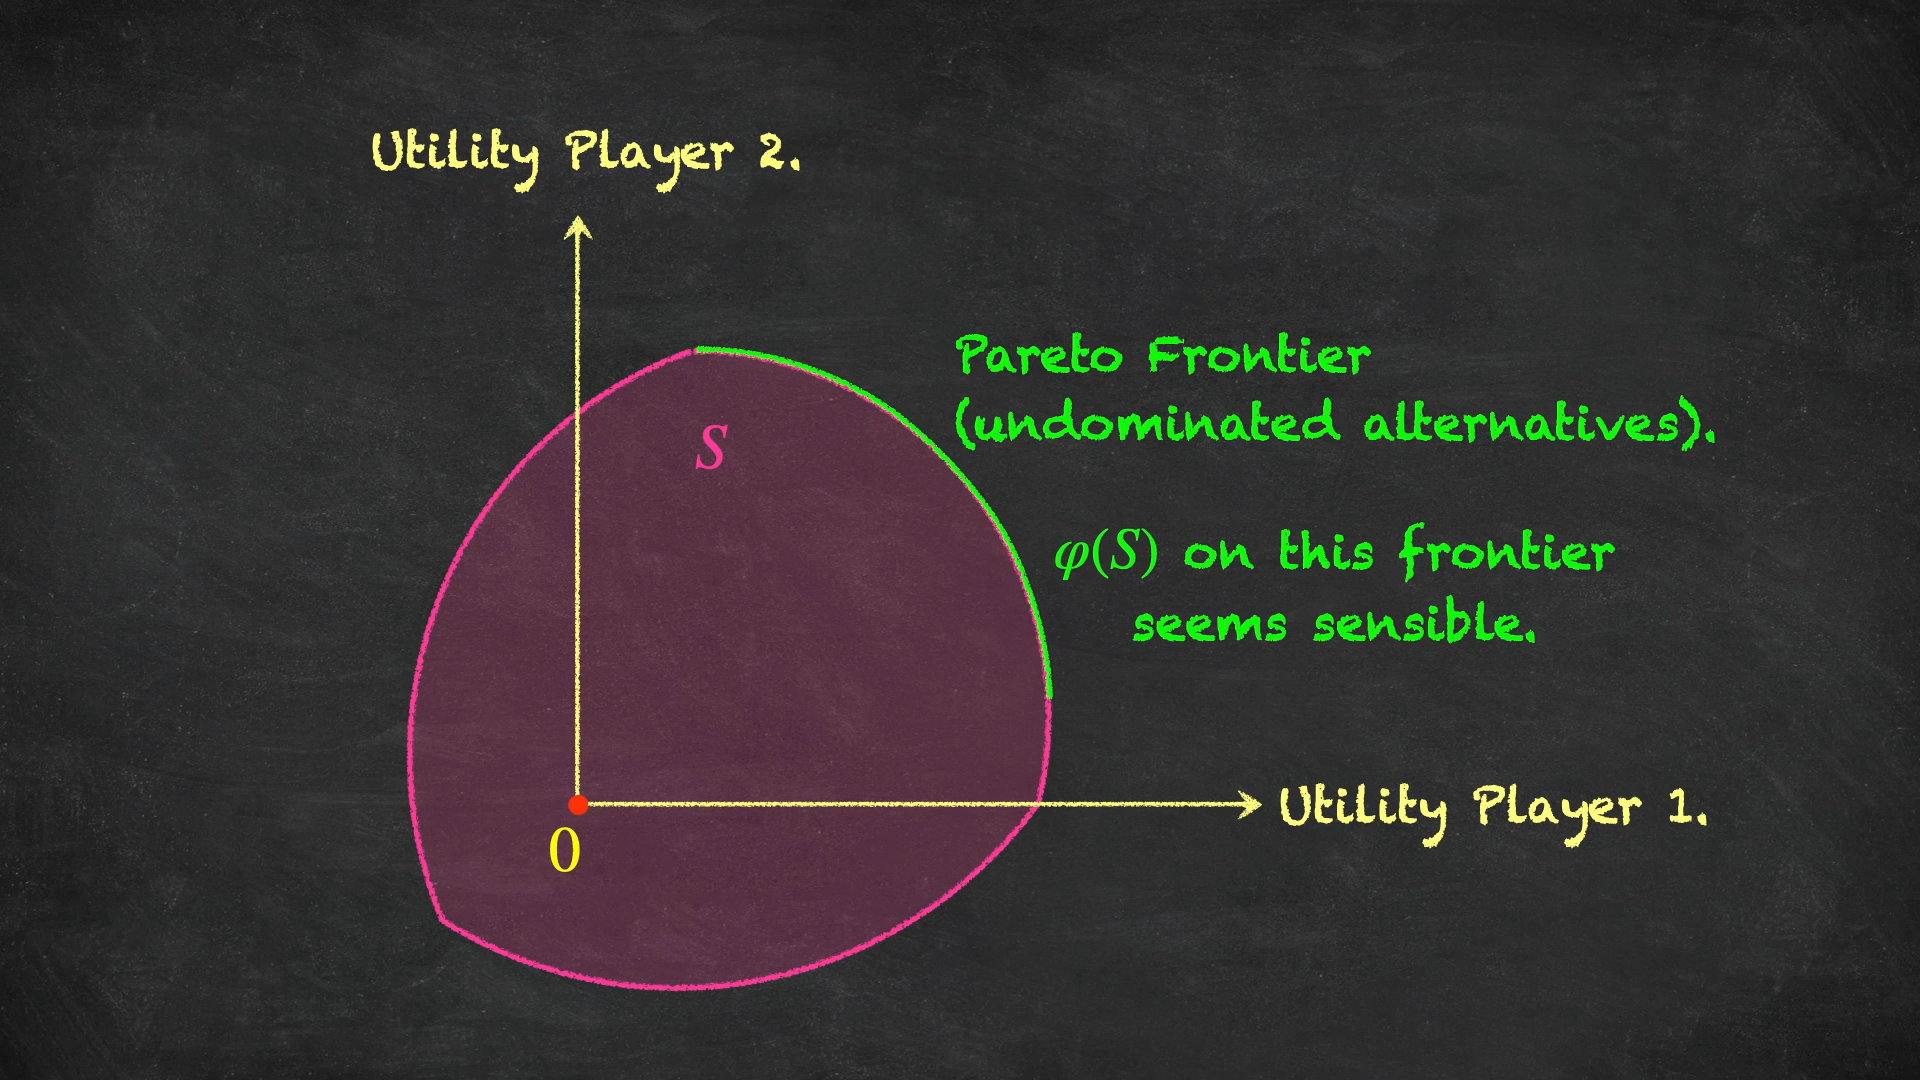 Utility Player 2.
Pareto Frontier
(undominated alternatives).
S
φ(S) on this frontier
seems sensible.
Utility Player 1.
0